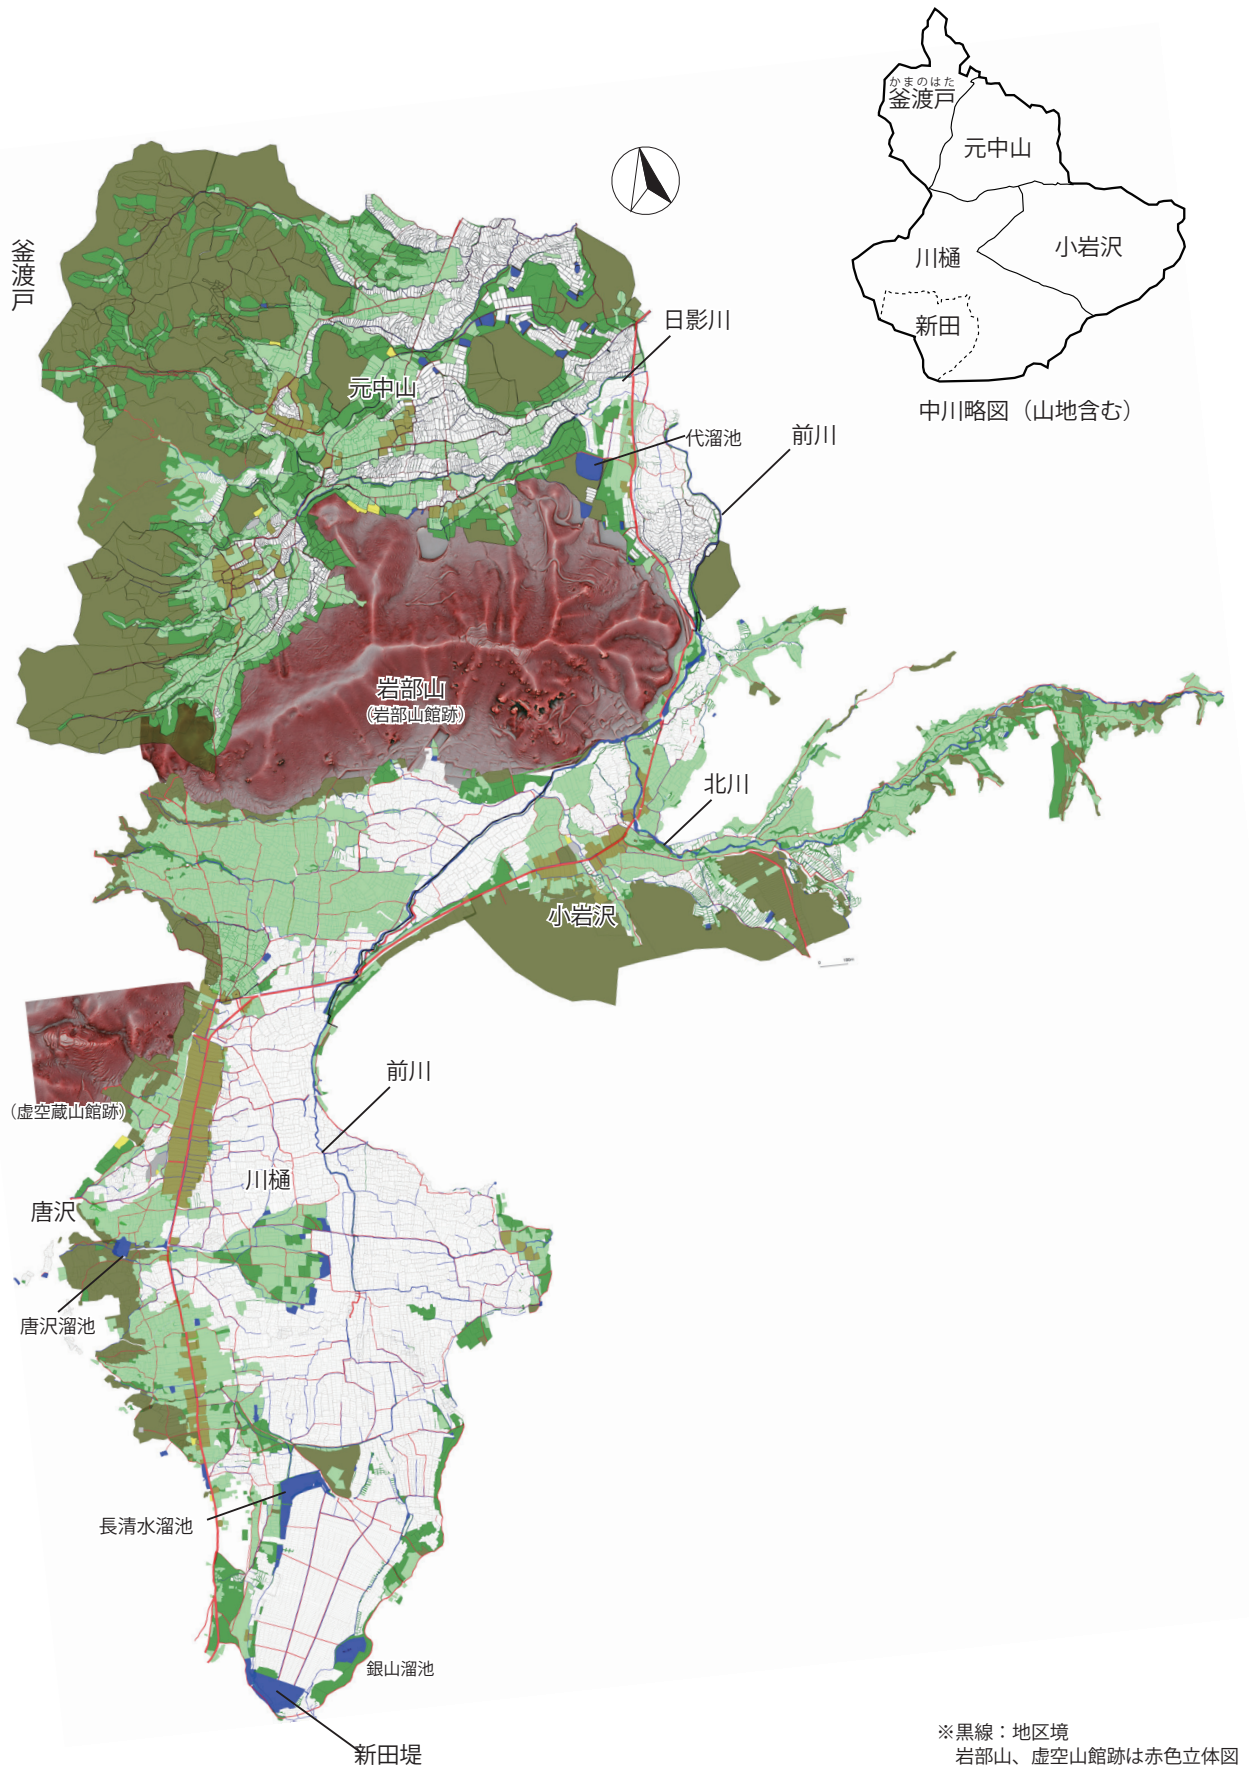 かまのはた
釜渡戸
元中山
川樋
小岩沢
新田
中川略図（山地含む）
釜渡戸
日影川
元中山
代溜池
前川
岩部山
（岩部山館跡）
北川
小岩沢
前川
（虚空蔵山館跡）
川樋
唐沢
唐沢溜池
長清水溜池
銀山溜池
新田堤
※黒線：地区境
岩部山、虚空山館跡は赤色立体図